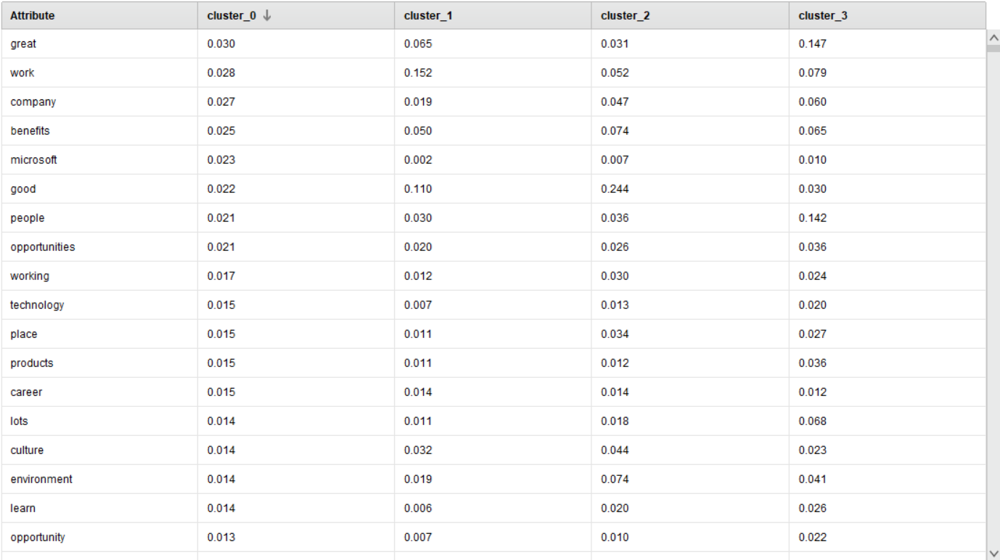 Attribute cluster_0 cluster_1 cluster_2 cluster_3
great 0.030 0.065 0.031 0.147
work 0.028 0.152 0.052 0.079
company 0.027 0.019 0.047 0.060
benefits 0.025 0.050 0.074 0.065
microsoft 0.023 0.002 0.007 0.010
good 0.022 0.110 0.244 0.030
people 0.021 0.030 0.036 0.142
opportunities 0.021 0.020 0.026 0.036
working 0.017 0.012 0.030 0.024
technology 0.015 0.007 0.013 0.020
place 0.015 0.011 0.034 0.027
products 0.015 0.011 0.012 0.036
career 0.015 0.014 0.014 0.012
lots 0.014 0.011 0.018 0.068
culture 0.014 0.032 0.044 0.023
environment 0.014 0.019 0.074 0.041
learn 0.014 0.006 0.020 0.026
opportunity 0.013 0.007 0.010 0.022